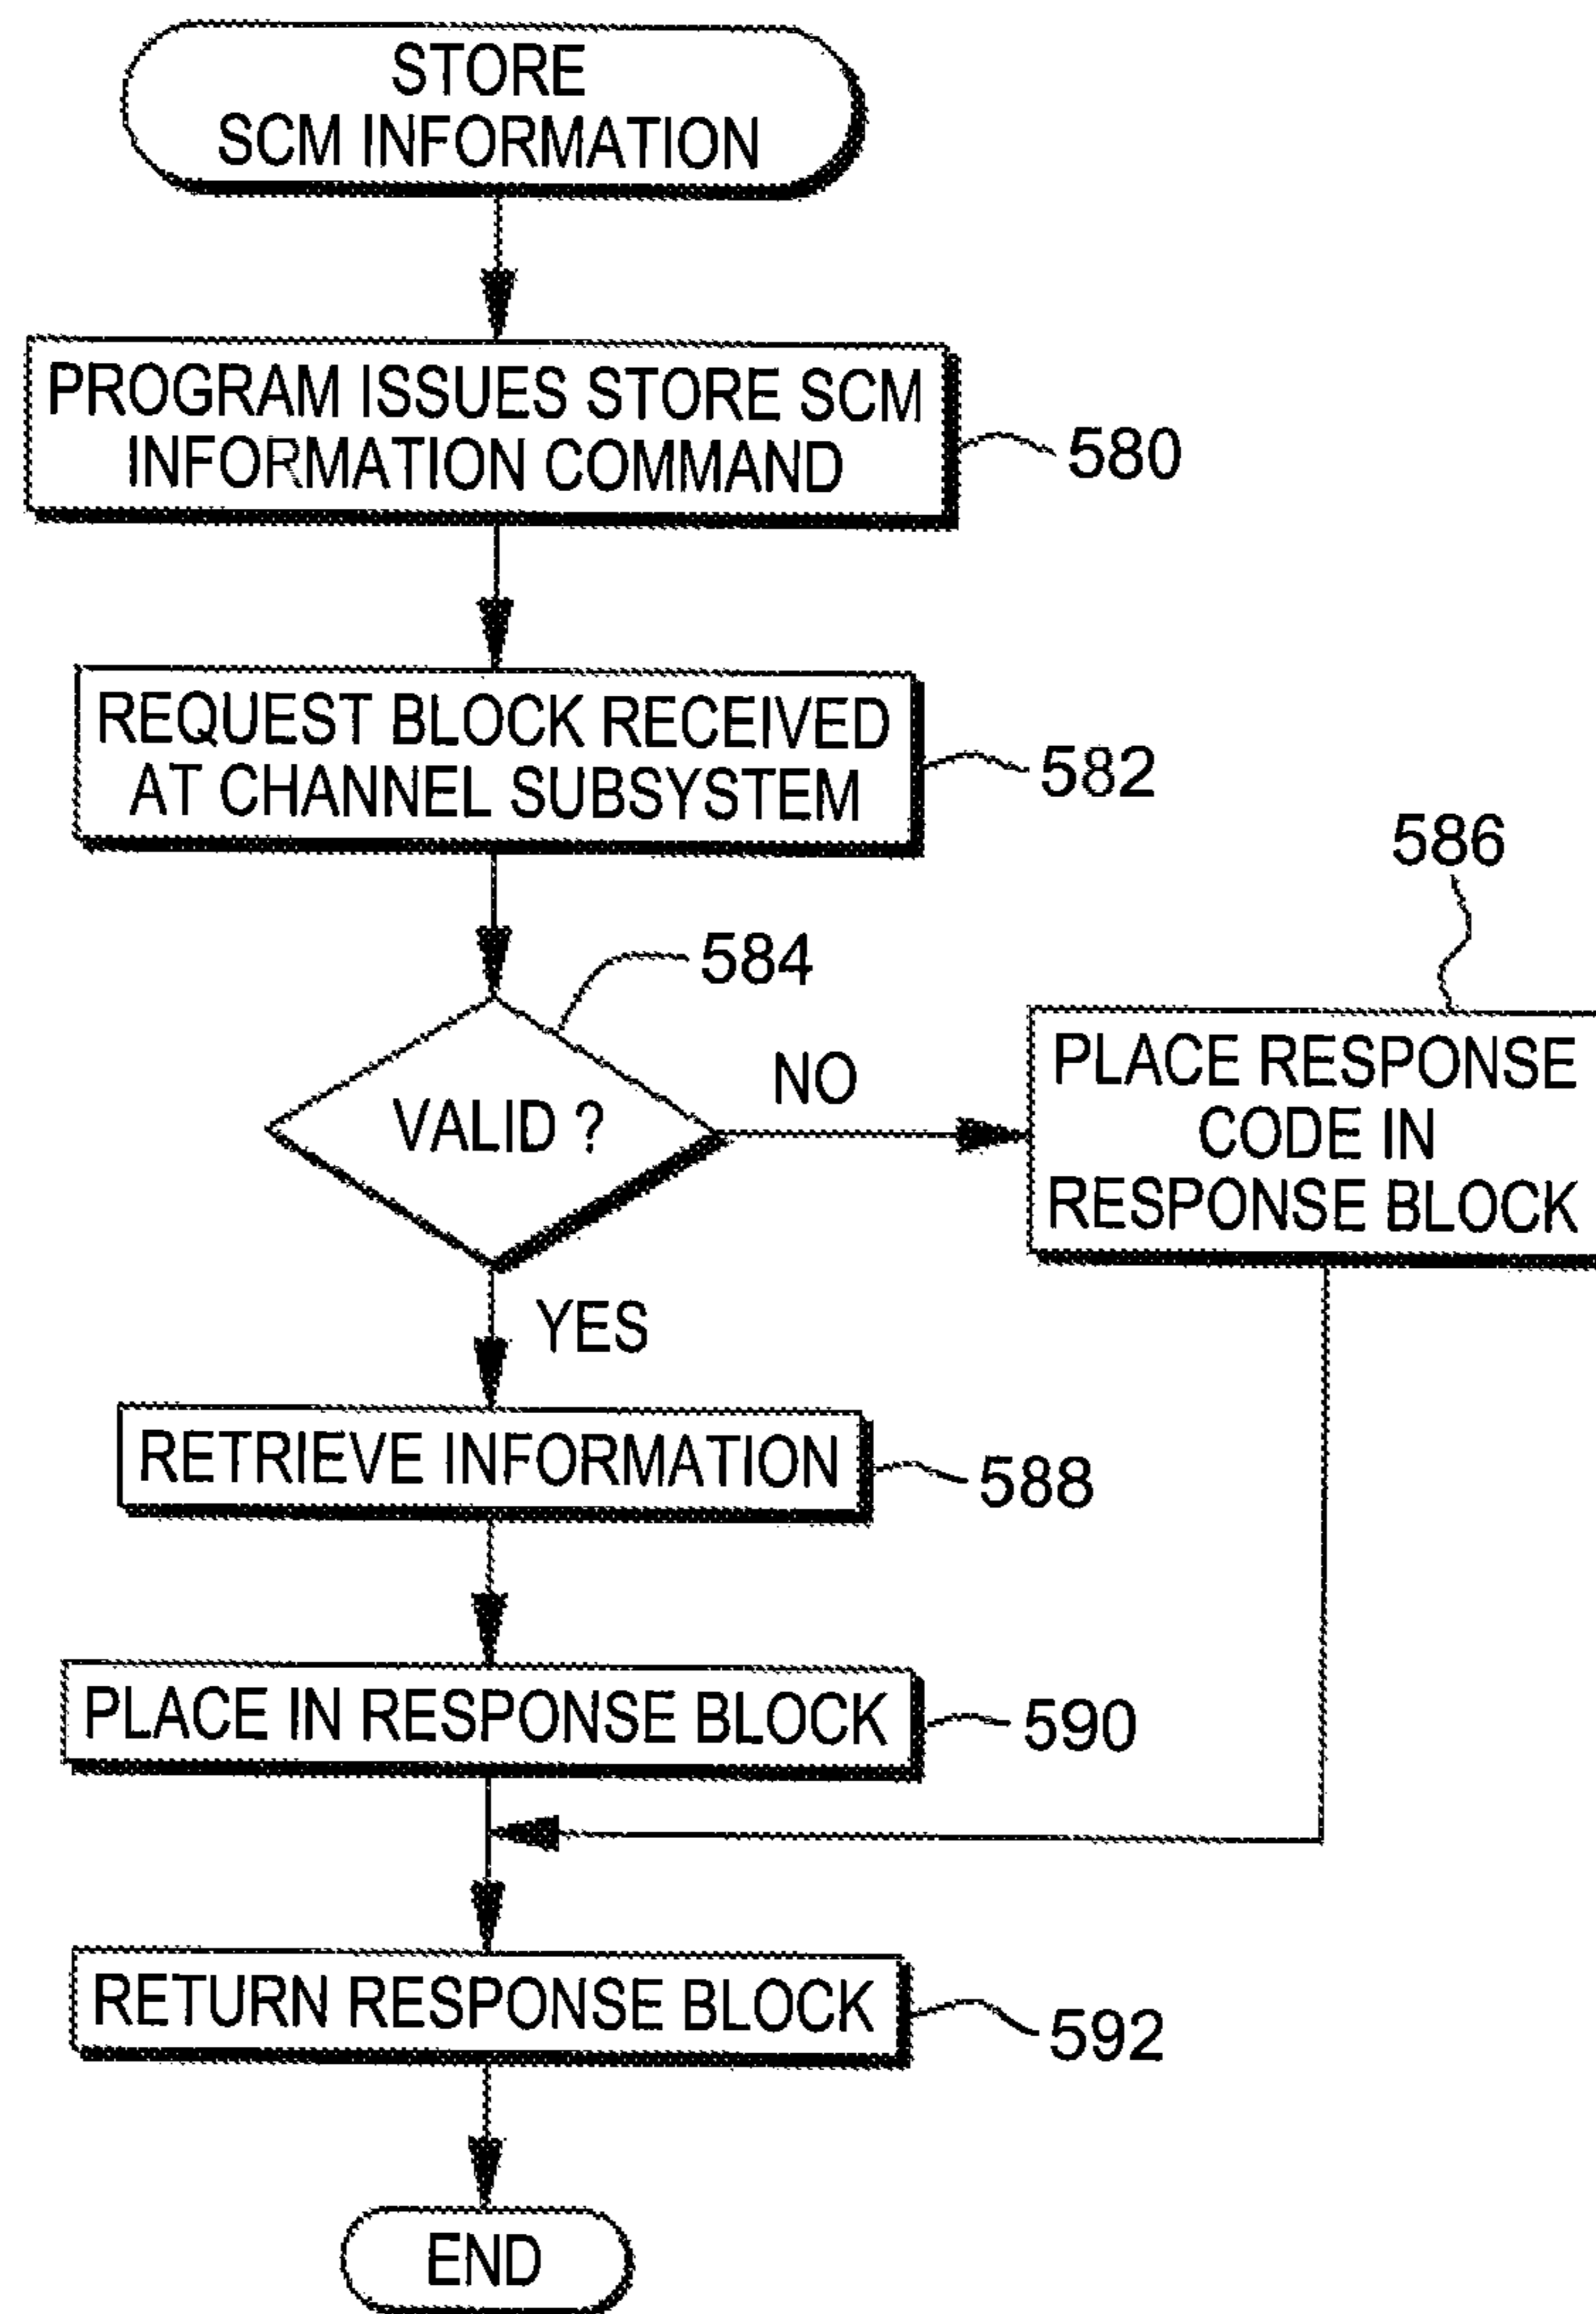 STORE
SCM INFORMATION
PROGRAM ISSUES STORE SCM
INFORMATION COMMAND
580
REQUEST BLOCK RECEIVED
AT CHANNEL SUBSYSTEM
582
584
VALID ?
NO
586
PLACE RESPONSE
CODE IN
RESPONSE BLOCK
YES
RETRIEVE INFORMATION
588
PLACE IN RESPONSE BLOCK
590
RETURN RESPONSE BLOCK
592
END